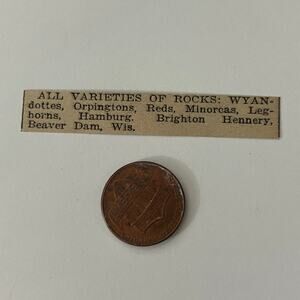 ALL VARIETIES OF ROCKS: WYAN-
dottes, Orpingtons, Reds, Minorcas, Leg-
horns, Hamburg. Brighton Hennery,
Beaver Dam, Wis.